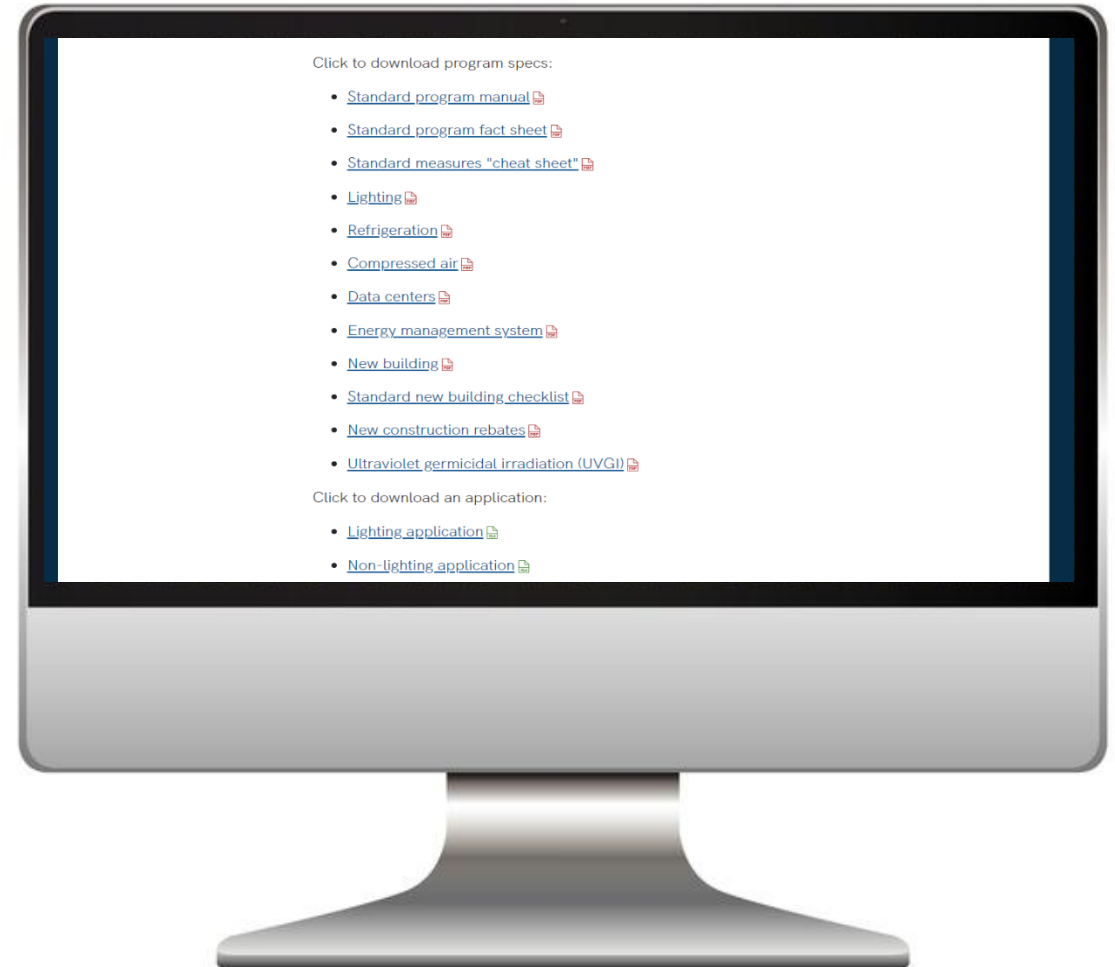 Click to download program specs:
• Standard program manual
• Standard program fact sheet
• Standard measures "cheat sheet"
• Lighting
• Refrigeration
• Compressed air
• Data centers
• Energy management system
• New building
• Standard new building checklist
• New construction rebates
• Ultraviolet germicidal irradiation (UVGI)
Click to download an application:
• Lighting application
• Non-lighting application